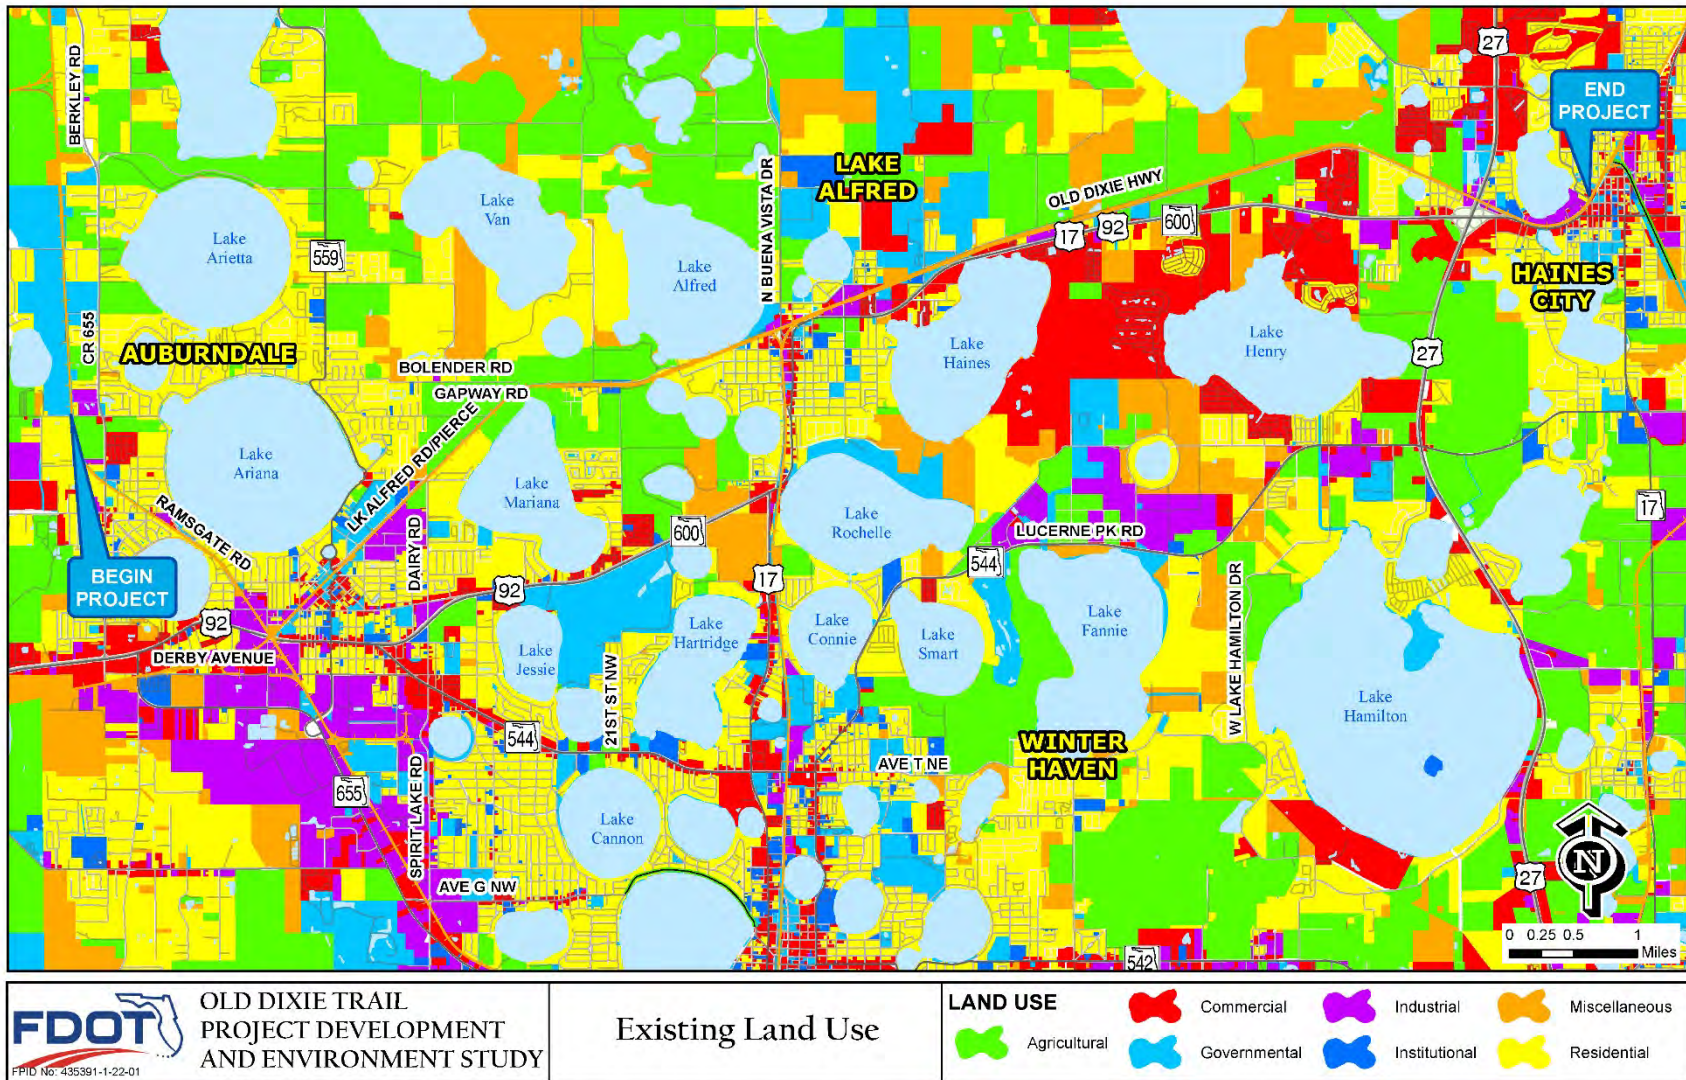 BERKLEY RD
27
END
PROJECT
N BUENA VISTA DR
LAKE
ALFRED
OLD DIXIE HWY
600
92
17
Lake
Van
Lake
Arietta
559
Lake
Alfred
HAINES
CITY
CR 655
AUBURNDALE
BOLENDER RD
GAPWAY RD
Lake
Haines
Lake
Henry
27
LK ALFRED RD/PIERCE
Lake
Ariana
Lake
Mariana
RAMSGATE RD
DAIRY RD
600
Lake
Rochelle
LUCERNE PK RD
544
17
BEGIN
PROJECT
92
92
17
DERBY AVENUE
Lake
Jessie
Lake
Hartridge
Lake
Connie
Lake
Smart
Lake
Fannie
W LAKE HAMILTON DR
Lake
Hamilton
21ST ST NW
544
WINTER
HAVEN
AVE T NE
655
SPIRIT LAKE RD
Lake
Cannon
AVE G NW
27
N
542
0 0.25 0.5 1
Miles
FDOT
FPID No: 435391-1-22-01
OLD DIXIE TRAIL
PROJECT DEVELOPMENT
AND ENVIRONMENT STUDY
Existing Land Use
LAND USE
Agricultural
Commercial
Governmental
Industrial
Institutional
Miscellaneous
Residential